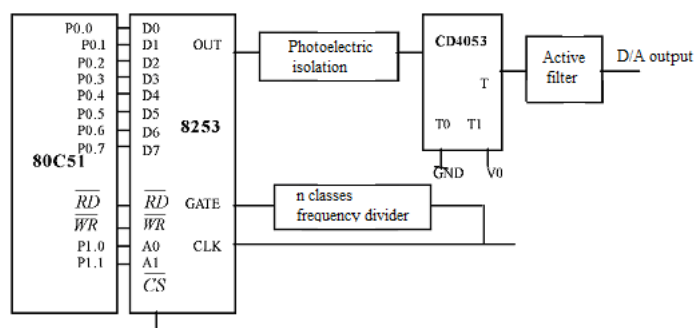 80C51
P0.0
P0.1
P0.2
P0.3
P0.4
P0.5
P0.6
P0.7
RD
WR
P1.0
P1.1
8253
D0
D1
D2
D3
D4
D5
D6
D7
RD
WR
A0
A1
CS
OUT
GATE
CLK
Photoelectric
isolation
n classes
frequency divider
CD4053
T
T0 T1
GND V0
Active
filter
D/A output